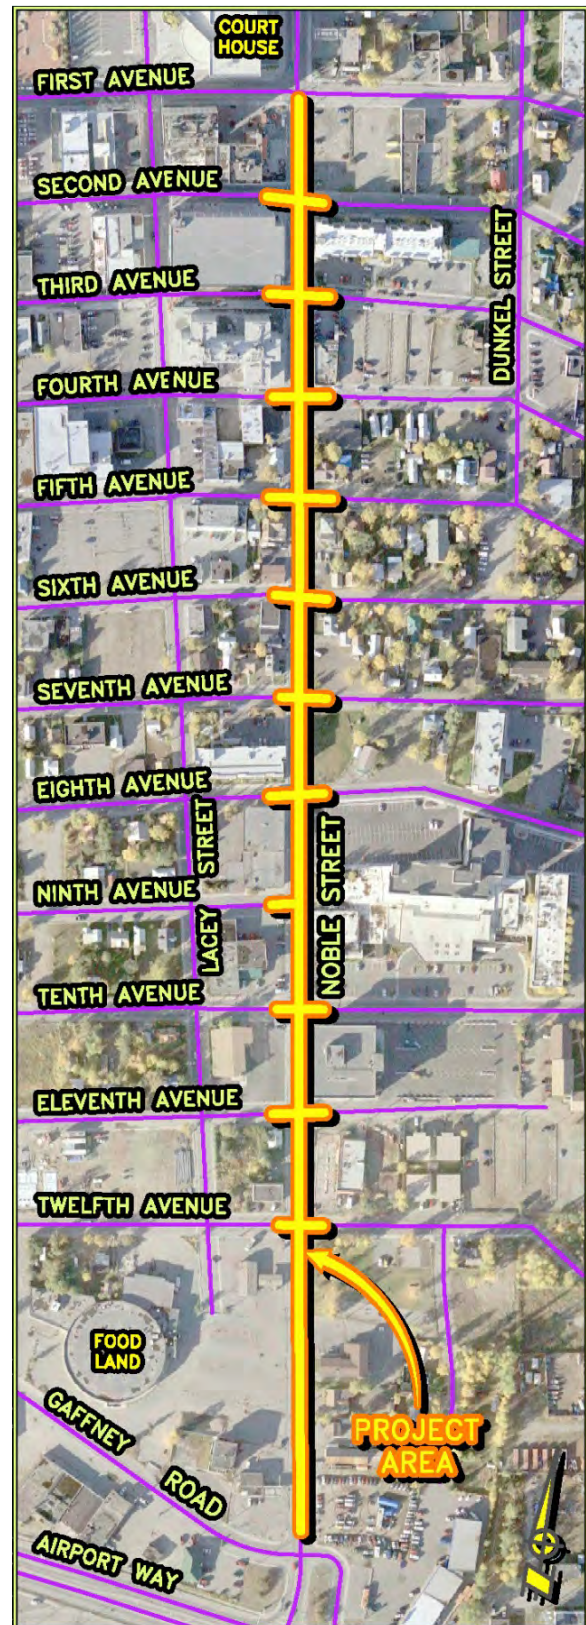 COURT
HOUSE
FIRST AVENUE
SECOND AVENUE
DUNKEL STREET
THIRD AVENUE
FOURTH AVENUE
FIFTH AVENUE
SIXTH AVENUE
SEVENTH AVENUE
EIGHTH AVENUE
LACEY STREET
NOBLE STREET
NINTH AVENUE
TENTH AVENUE
ELEVENTH AVENUE
TWELFTH AVENUE
FOOD
LAND
GAFFNEY ROAD
PROJECT
AREA
AIRPORT WAY